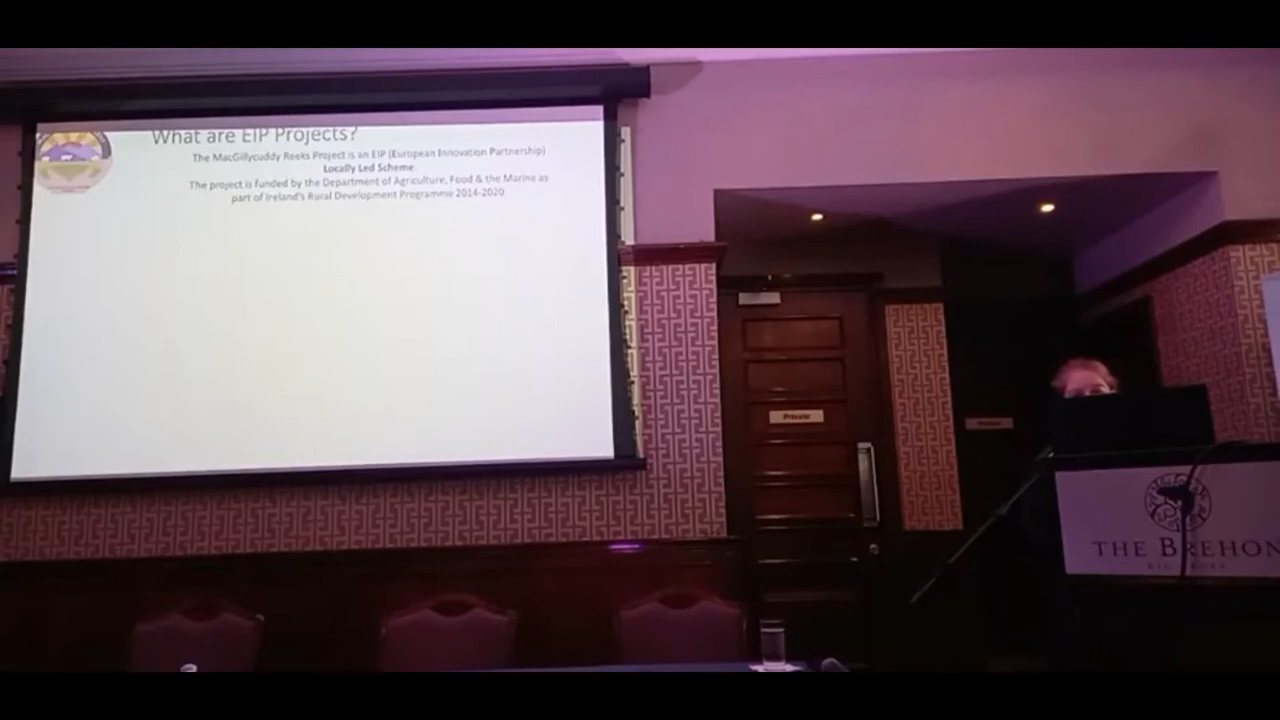 What are EIP Projects?
The MacGillycuddy Reeks Project is an EIP (European Innovation Partnership)
Locally Led Scheme
The project is funded by the Department of Agriculture, Food & the Marine as
part of Ireland's Rural Development Programme 2014-2020
Private
THE BREHON